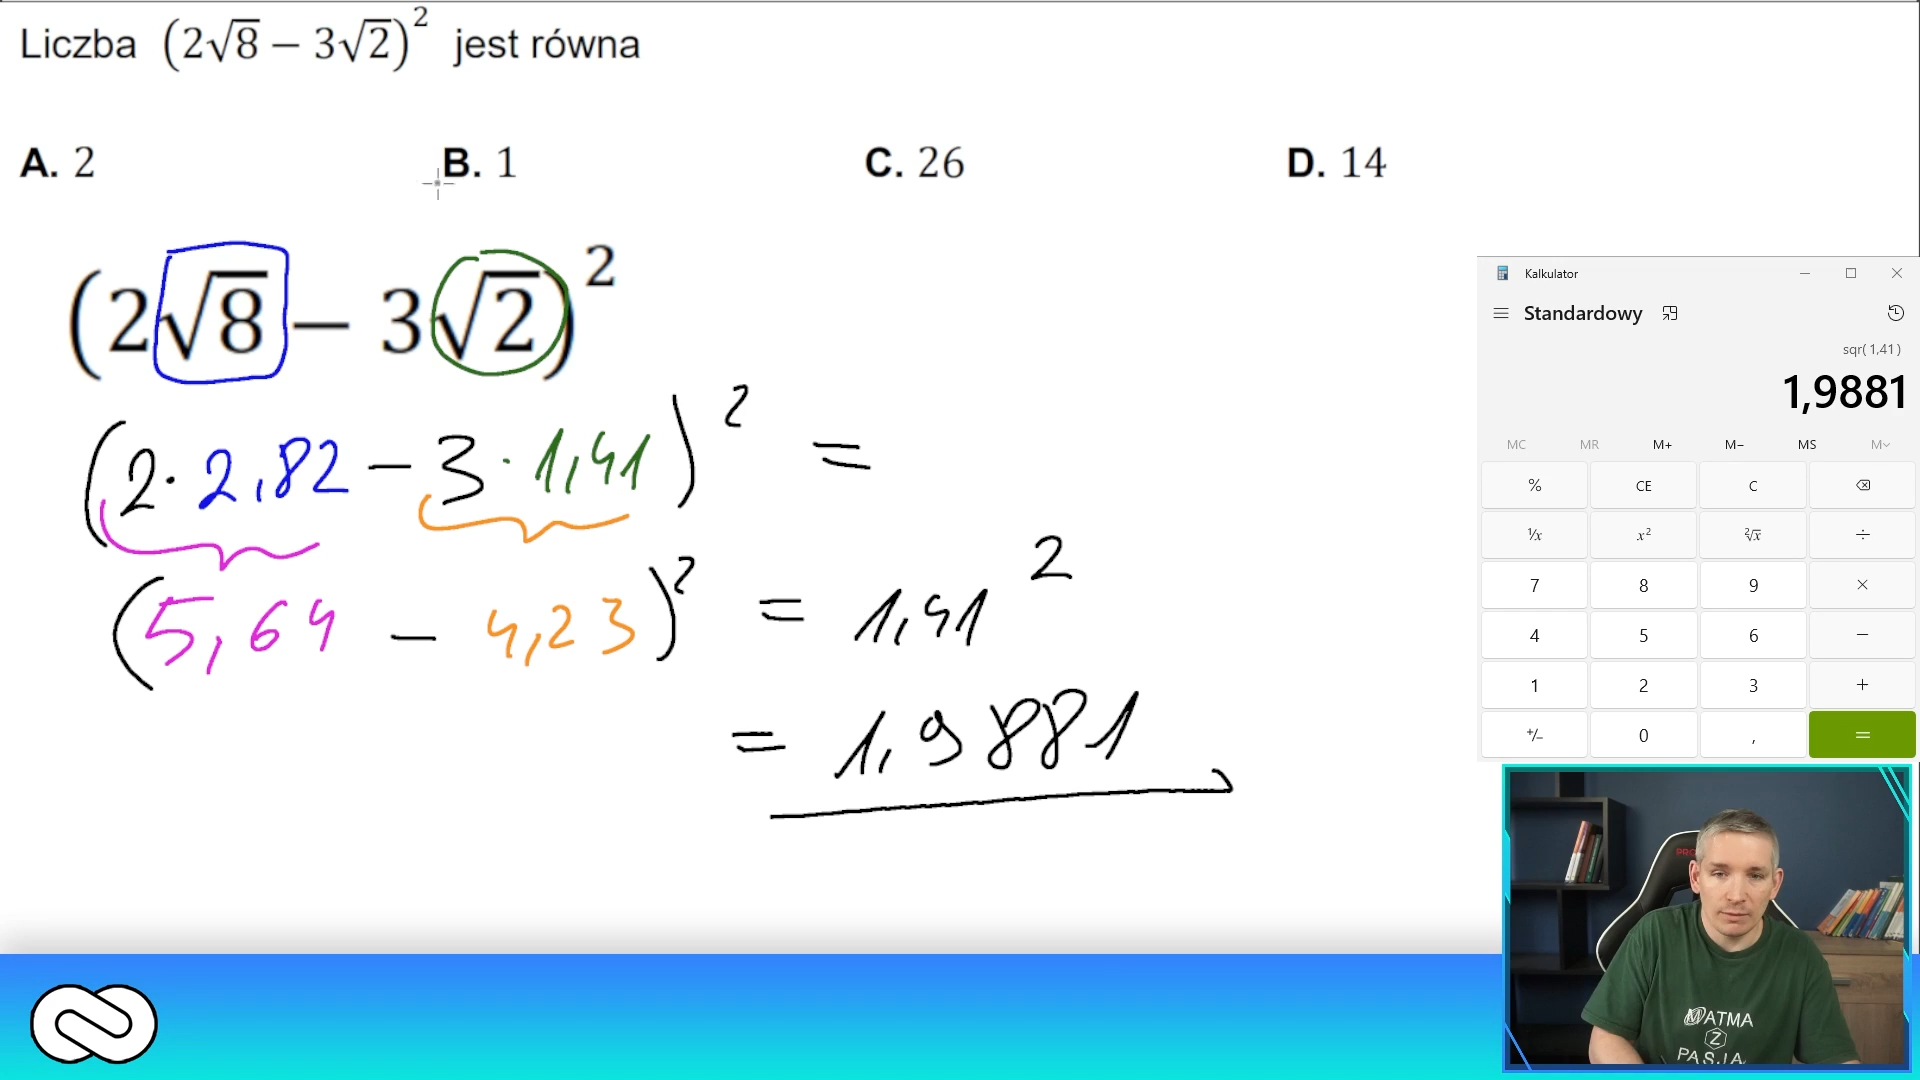 Liczba (2√8 – 3√2)² jest równa
A. 2 B. 1 C. 26 D. 14
(2√8 – 3√2)²
(2·2,82 – 3·1,41)² =
(5,64 – 4,23)² = 1,41²
= 1,9881
Kalkulator
Standardowy
sqr( 1,41 )
1,9881
MC MR M+ M− MS M˅
% CE C
¹/x x² ²√x ÷
7 8 9 ×
4 5 6 −
1 2 3 +
+/− 0 , =
PRO
MATMA
Z
PASJĄ